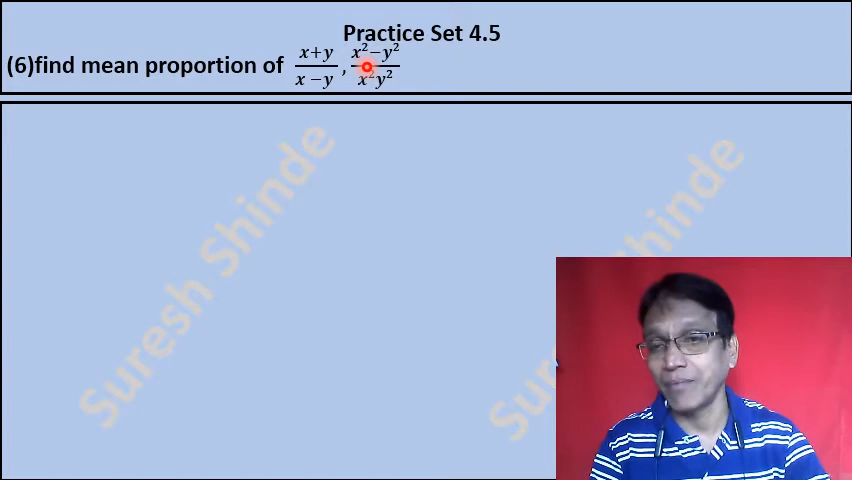 Practice Set 4.5
(6)find mean proportion of x+y/x−y, x²−y²/x²y²
Suresh Shinde
Suresh Shinde